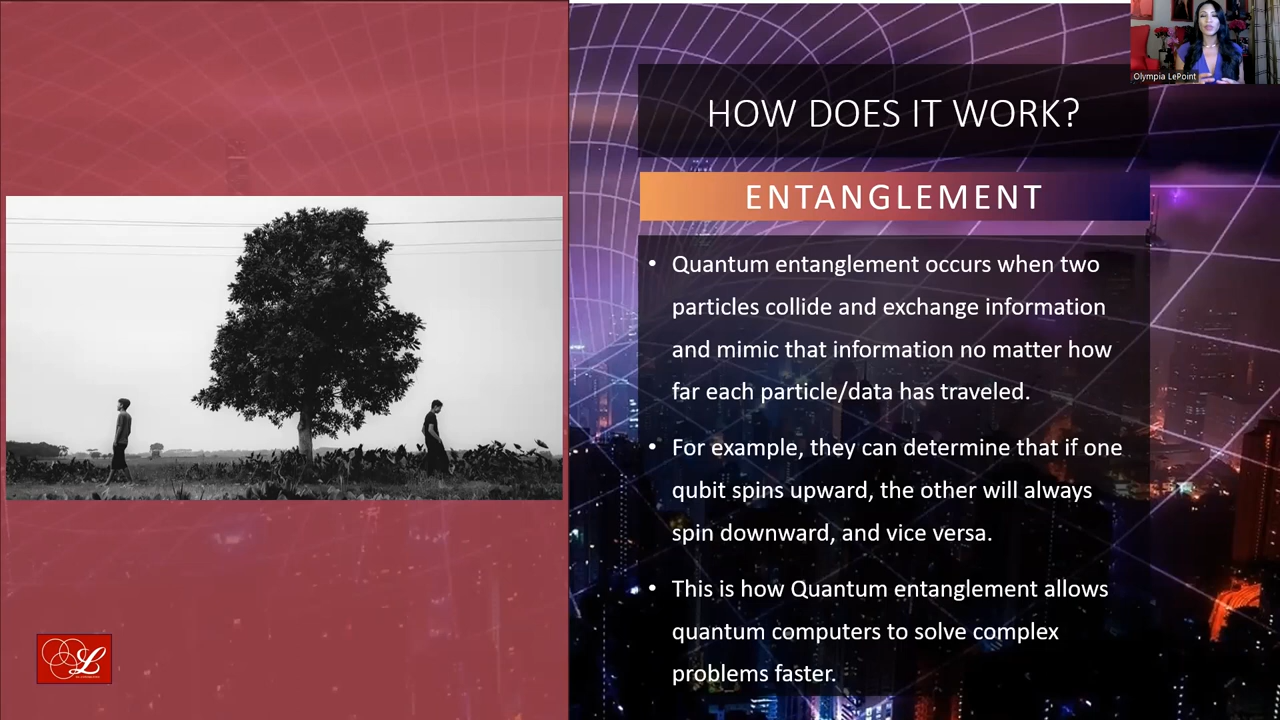 Olympia LePoint
HOW DOES IT WORK?
ENTANGLEMENT
• Quantum entanglement occurs when two
particles collide and exchange information
and mimic that information no matter how
far each particle/data has traveled.
• For example, they can determine that if one
qubit spins upward, the other will always
spin downward, and vice versa.
• This is how Quantum entanglement allows
quantum computers to solve complex
problems faster.
L